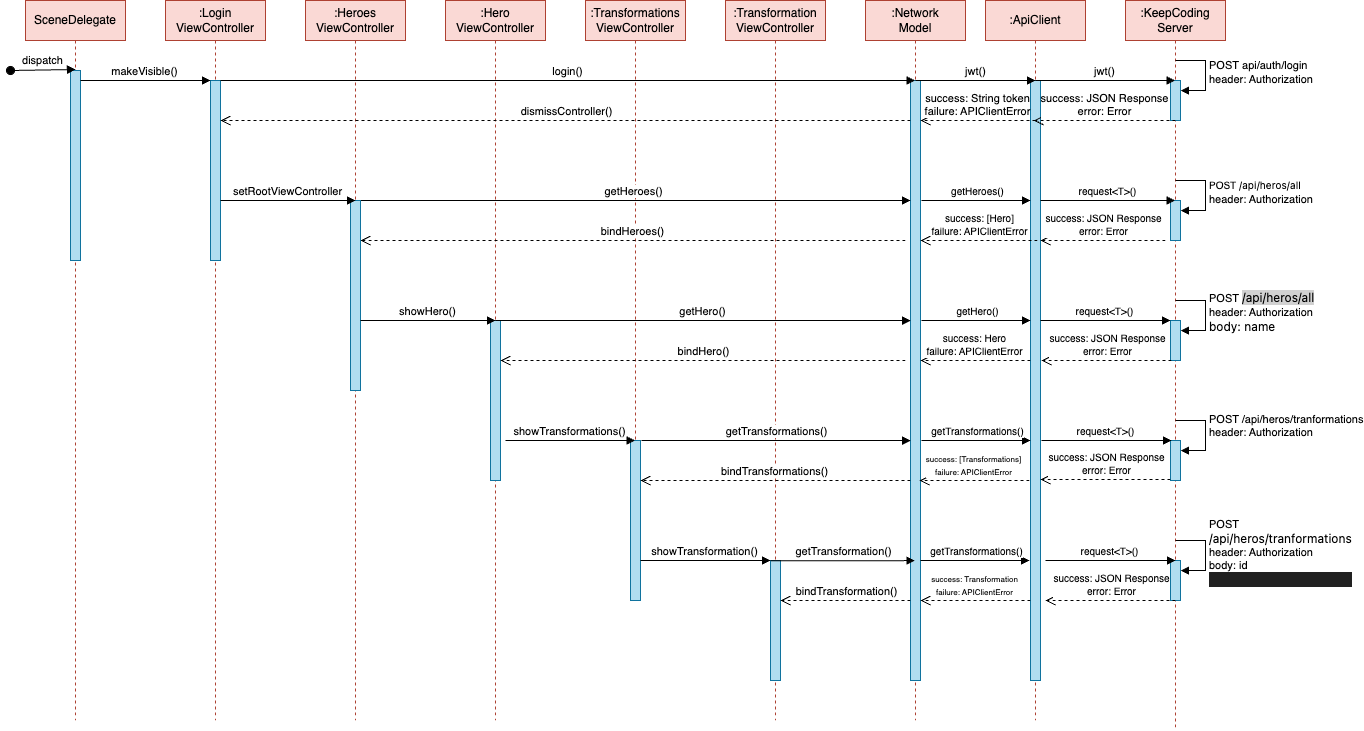 SceneDelegate
:Login
ViewController
:Heroes
ViewController
:Hero
ViewController
:Transformations
ViewController
:Transformation
ViewController
:Network
Model
:ApiClient
:KeepCoding
Server
dispatch
makeVisible()
login()
jwt()
jwt()
POST api/auth/login
header: Authorization
dismissController()
success: String token
failure: APIClientError
success: JSON Response
error: Error
setRootViewController
getHeroes()
getHeroes()
request<T>()
POST /api/heros/all
header: Authorization
bindHeroes()
success: [Hero]
failure: APIClientError
success: JSON Response
error: Error
showHero()
getHero()
getHero()
request<T>()
POST /api/heros/all
header: Authorization
body: name
bindHero()
success: Hero
failure: APIClientError
success: JSON Response
error: Error
showTransformations()
getTransformations()
getTransformations()
request<T>()
POST /api/heros/tranformations
header: Authorization
bindTransformations()
success: [Transformations]
failure: APIClientError
success: JSON Response
error: Error
showTransformation()
getTransformation()
getTransformations()
request<T>()
POST
/api/heros/tranformations
header: Authorization
body: id
bindTransformation()
success: Transformation
failure: APIClientError
success: JSON Response
error: Error